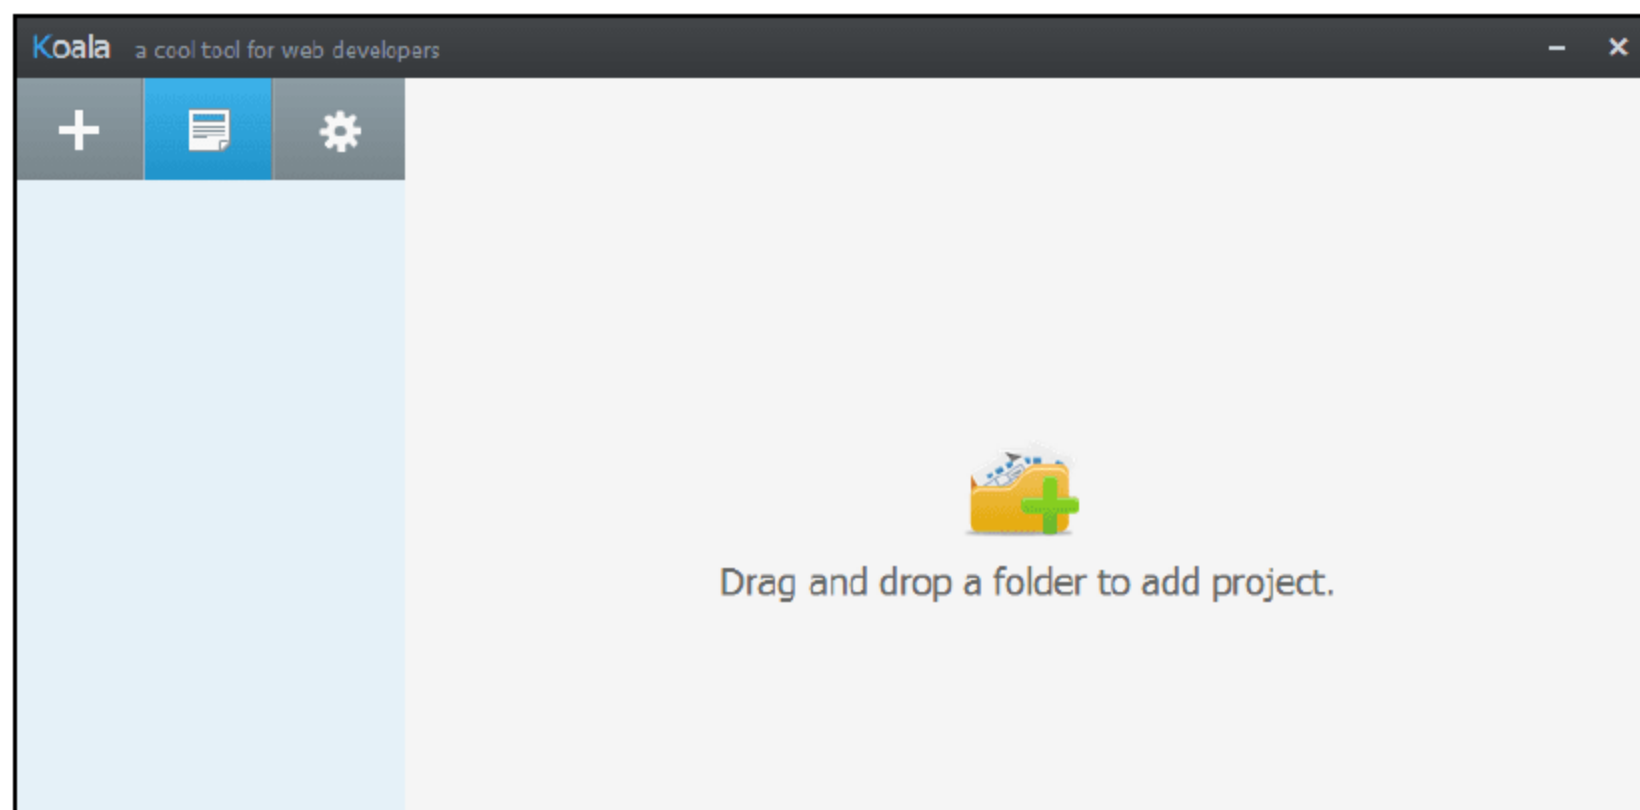 Koala a cool tool for web developers
Drag and drop a folder to add project.